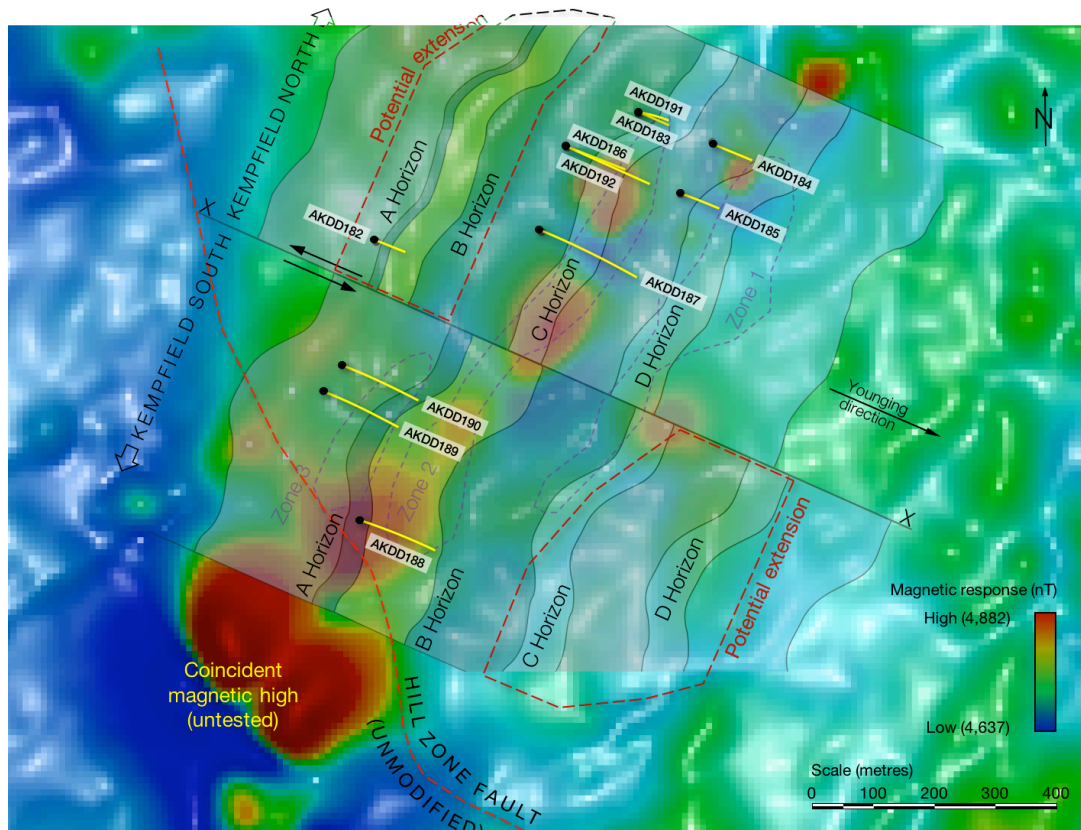 KEMPFIELD NORTH
KEMPFIELD SOUTH
X
Potential extension
A Horizon
B Horizon
C Horizon
D Horizon
AKDD191
AKDD183
AKDD186
AKDD192
AKDD184
AKDD185
AKDD182
AKDD187
Zone 1
N
AKDD190
AKDD189
Zone 3
Zone 2
AKDD188
Younging
direction
X
A Horizon
B Horizon
C Horizon
D Horizon
Potential extension
Coincident
magnetic high
(untested)
HILL ZONE FAULT
(UNMODIFIED)
Magnetic response (nT)
High (4,882)
Low (4,637)
Scale (metres)
0 100 200 300 400